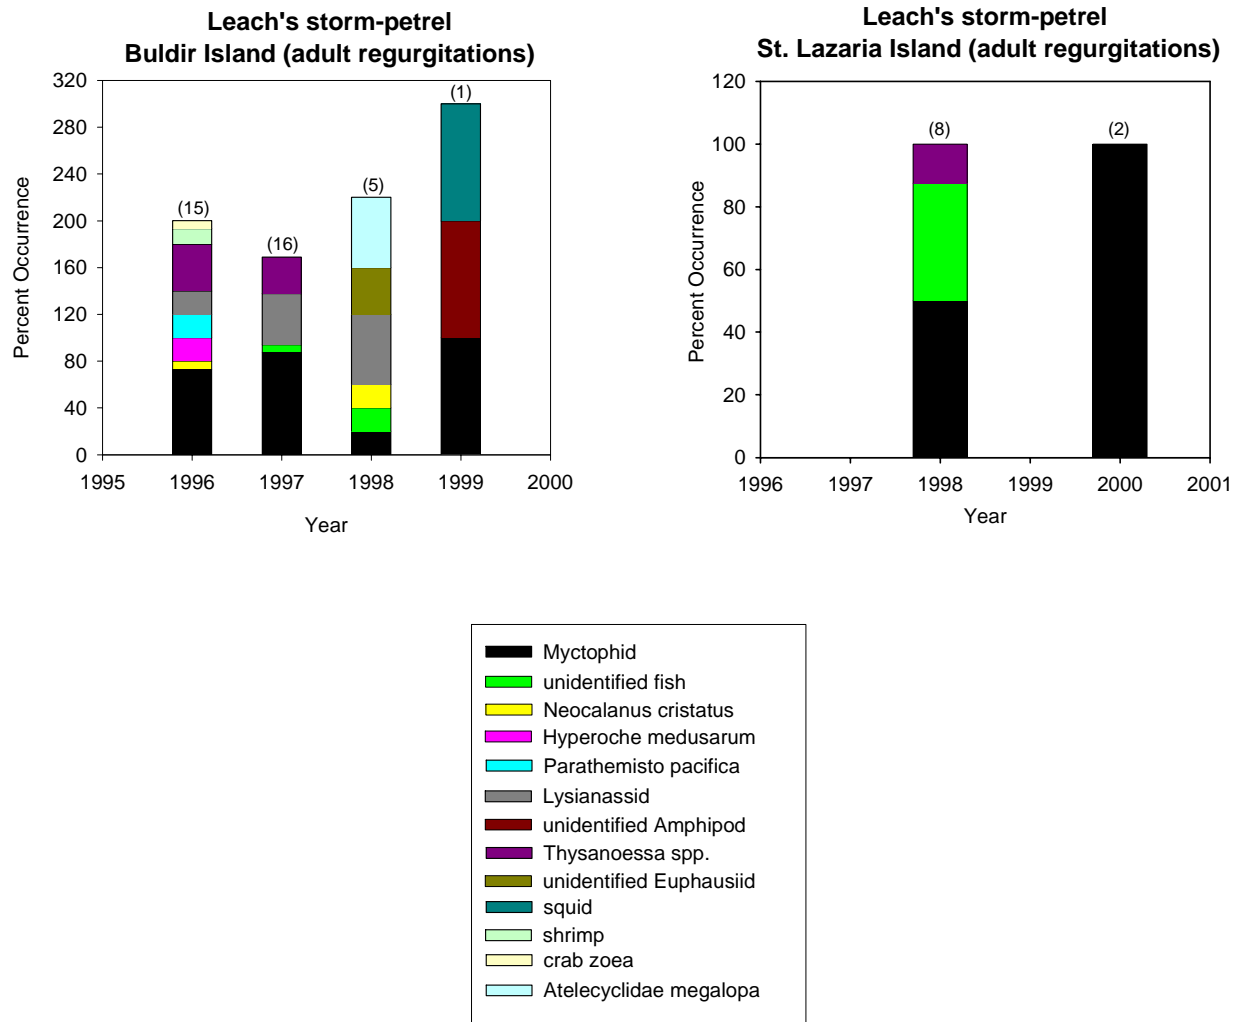 Leach's storm-petrel
Buldir Island (adult regurgitations)
320
280
240
200
160
120
80
40
0
Percent Occurrence
(15)
(16)
(5)
(1)
1995 1996 1997 1998 1999 2000
Year
Leach's storm-petrel
St. Lazaria Island (adult regurgitations)
120
100
80
60
40
20
0
Percent Occurrence
(8)
(2)
1996 1997 1998 1999 2000 2001
Year
Myctophid
unidentified fish
Neocalanus cristatus
Hyperoche medusarum
Parathemisto pacifica
Lysianassid
unidentified Amphipod
Thysanoessa spp.
unidentified Euphausiid
squid
shrimp
crab zoea
Atelecyclidae megalopa